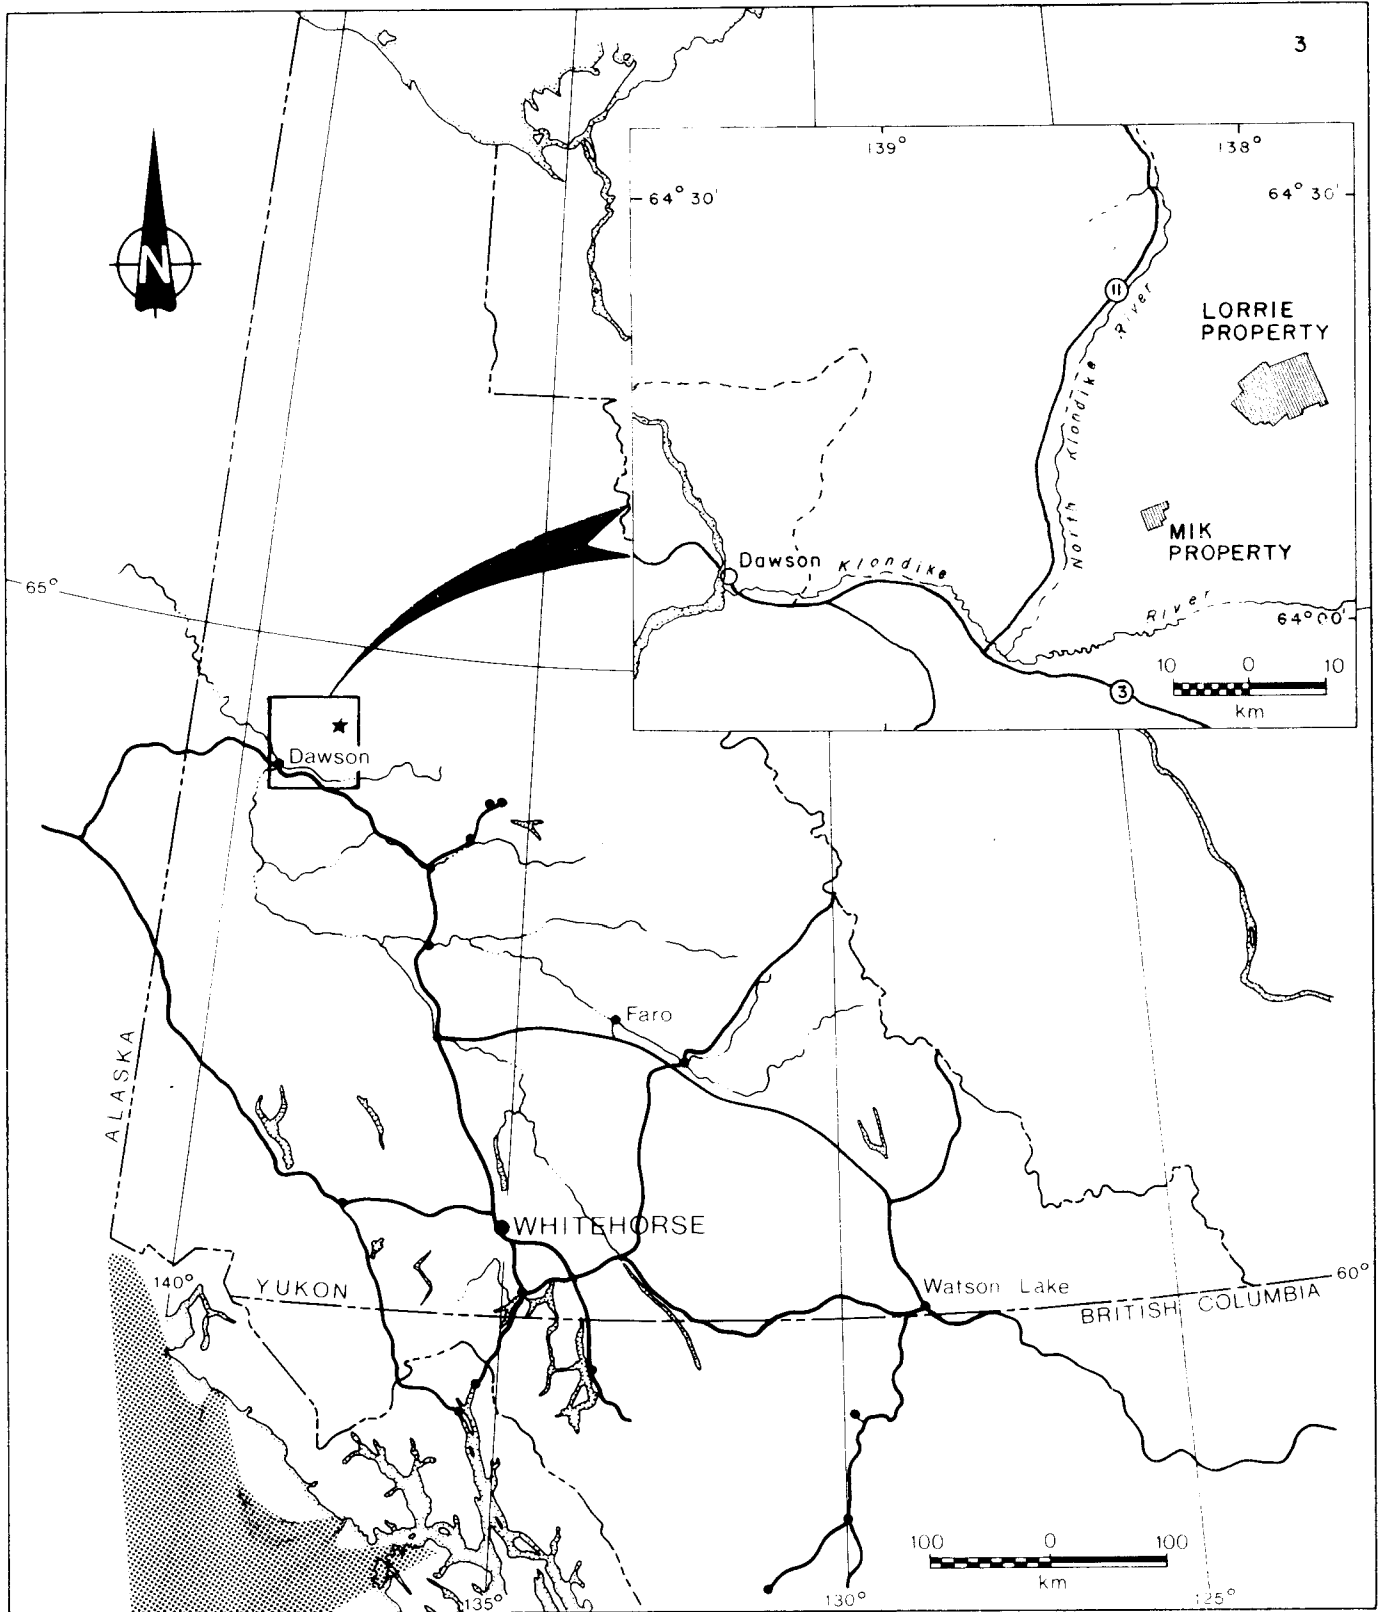 3
N
139°
138°
64° 30'
64° 30'
11
North Klondike River
LORRIE
PROPERTY
MIK
PROPERTY
Dawson
Klondike
River
64° 00'
10 0 10
km
3
65°
Dawson
Faro
ALASKA
WHITEHORSE
140°
YUKON
Watson Lake
60°
BRITISH COLUMBIA
100 0 100
km
135°
130°
125°